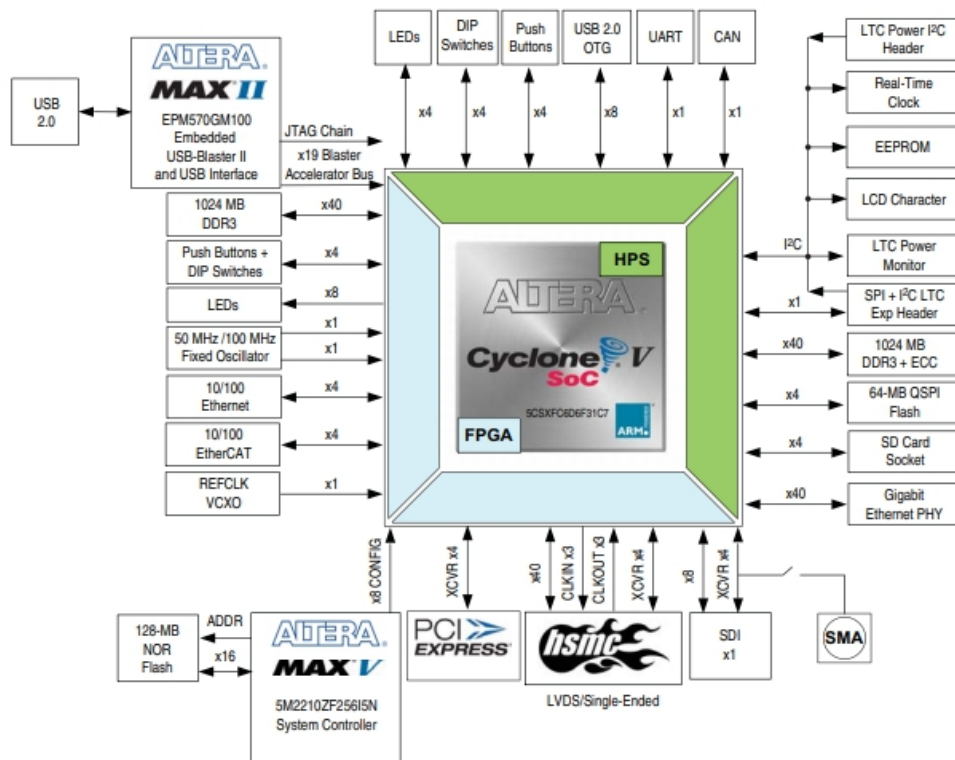 LEDs
DIP
Switches
Push
Buttons
USB 2.0
OTG
UART
CAN
x4
x4
x4
x8
x1
x1
USB
2.0
ALTERA
MAX II
EPM570GM100
Embedded
USB-Blaster II
and USB Interface
JTAG Chain
x19 Blaster
Accelerator Bus
1024 MB
DDR3
x40
Push Buttons +
DIP Switches
x4
LEDs
x8
50 MHz /100 MHz
Fixed Oscillator
x1
x1
10/100
Ethernet
x4
10/100
EtherCAT
x4
REFCLK
VCXO
x1
HPS
ALTERA
Cyclone V
SoC
5CSXFC6D6F31C7
ARM
FPGA
LTC Power I²C
Header
Real-Time
Clock
EEPROM
LCD Character
I²C
LTC Power
Monitor
x1
SPI + I²C LTC
Exp Header
x40
1024 MB
DDR3 + ECC
x4
64-MB QSPI
Flash
x4
SD Card
Socket
x40
Gigabit
Ethernet PHY
x8 CONFIG
XCVR x4
x40
CLKIN x3
CLKOUT x3
XCVR x4
x8
XCVR x4
128-MB
NOR
Flash
ADDR
x16
ALTERA
MAX V
5M2210ZF256I5N
System Controller
PCI
EXPRESS
hsmc
LVDS/Single-Ended
SDI
x1
SMA